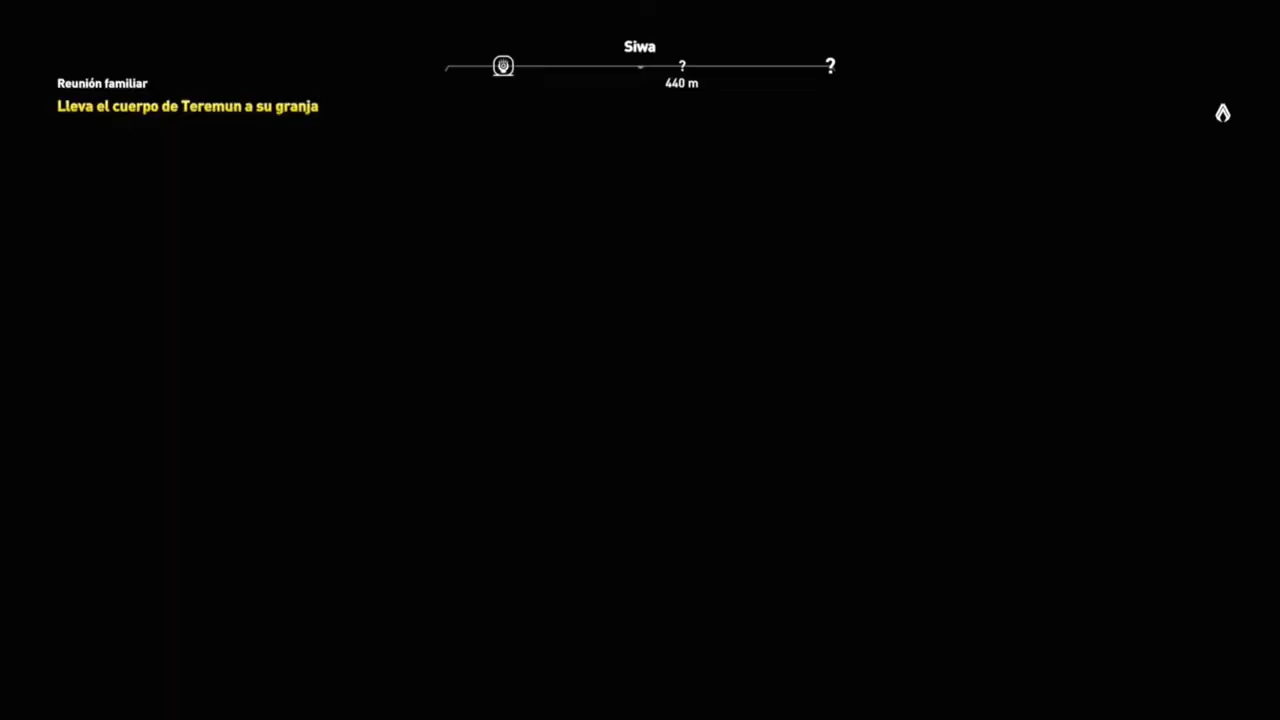 Siwa
?
?
440 m
Reunión familiar
Lleva el cuerpo de Teremun a su granja